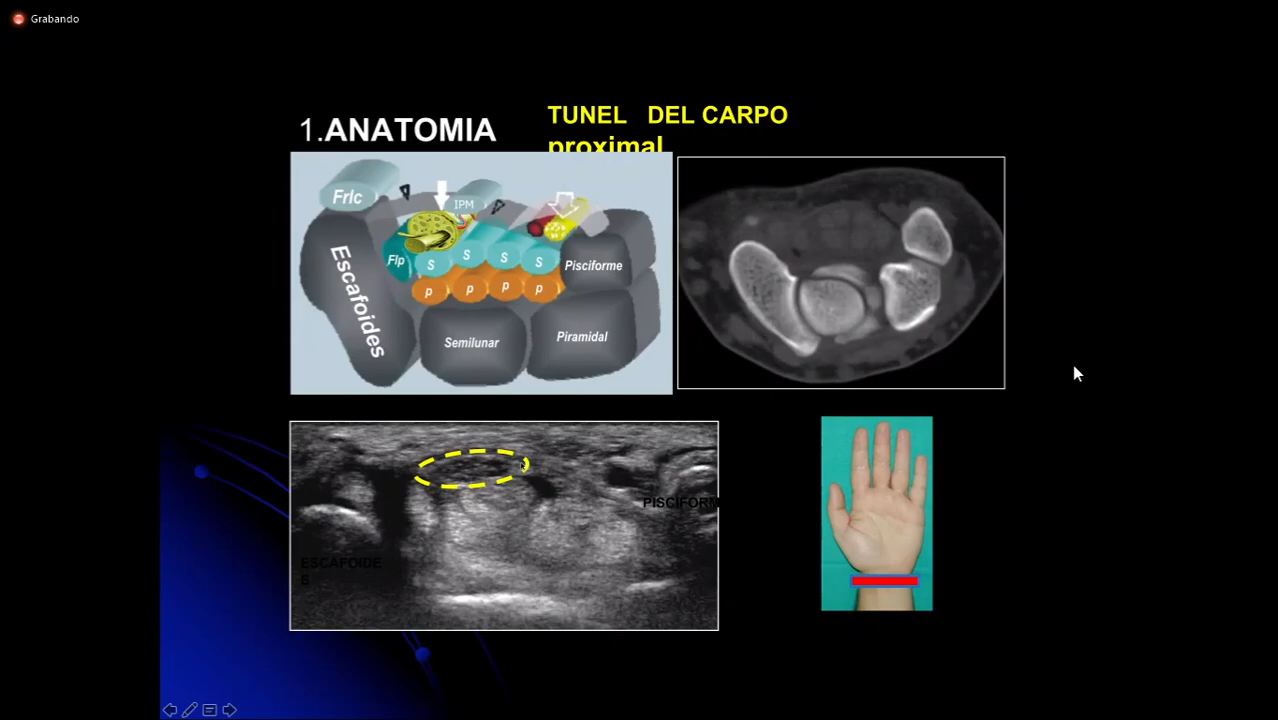 Grabando
1.ANATOMIA
TUNEL DEL CARPO
proximal
Frlc
IPM
Flp
S S S S
p p p p
Escafoides
Pisciforme
Semilunar
Piramidal
PISCIFORM
ESCAFOIDE
S